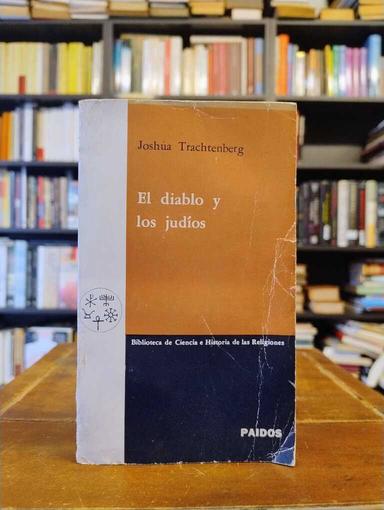 Joshua Trachtenberg
El diablo y
los judíos
Biblioteca de Ciencia e Historia de las Religiones
PAIDOS